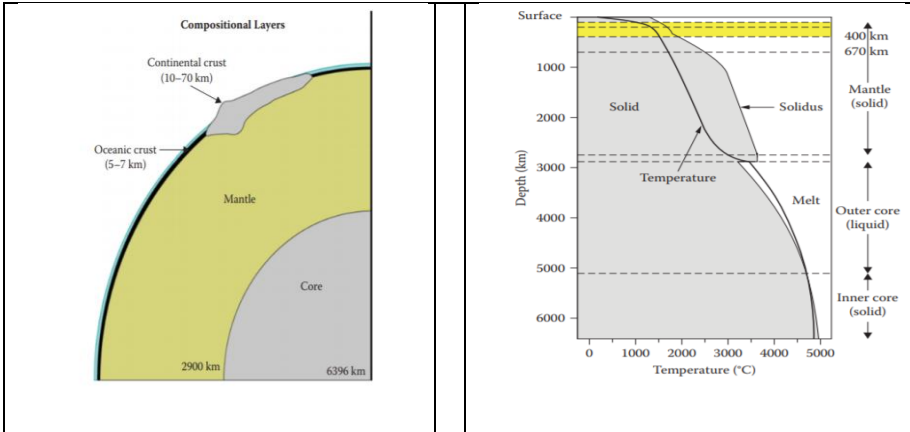 Compositional Layers
Continental crust
(10–70 km)
Oceanic crust
(5–7 km)
Mantle
Core
2900 km
6396 km
Surface
400 km
670 km
1000
Mantle
(solid)
Solid
Solidus
2000
3000
Temperature
Depth (km)
Melt
4000
Outer core
(liquid)
5000
Inner core
(solid)
6000
0 1000 2000 3000 4000 5000
Temperature (°C)